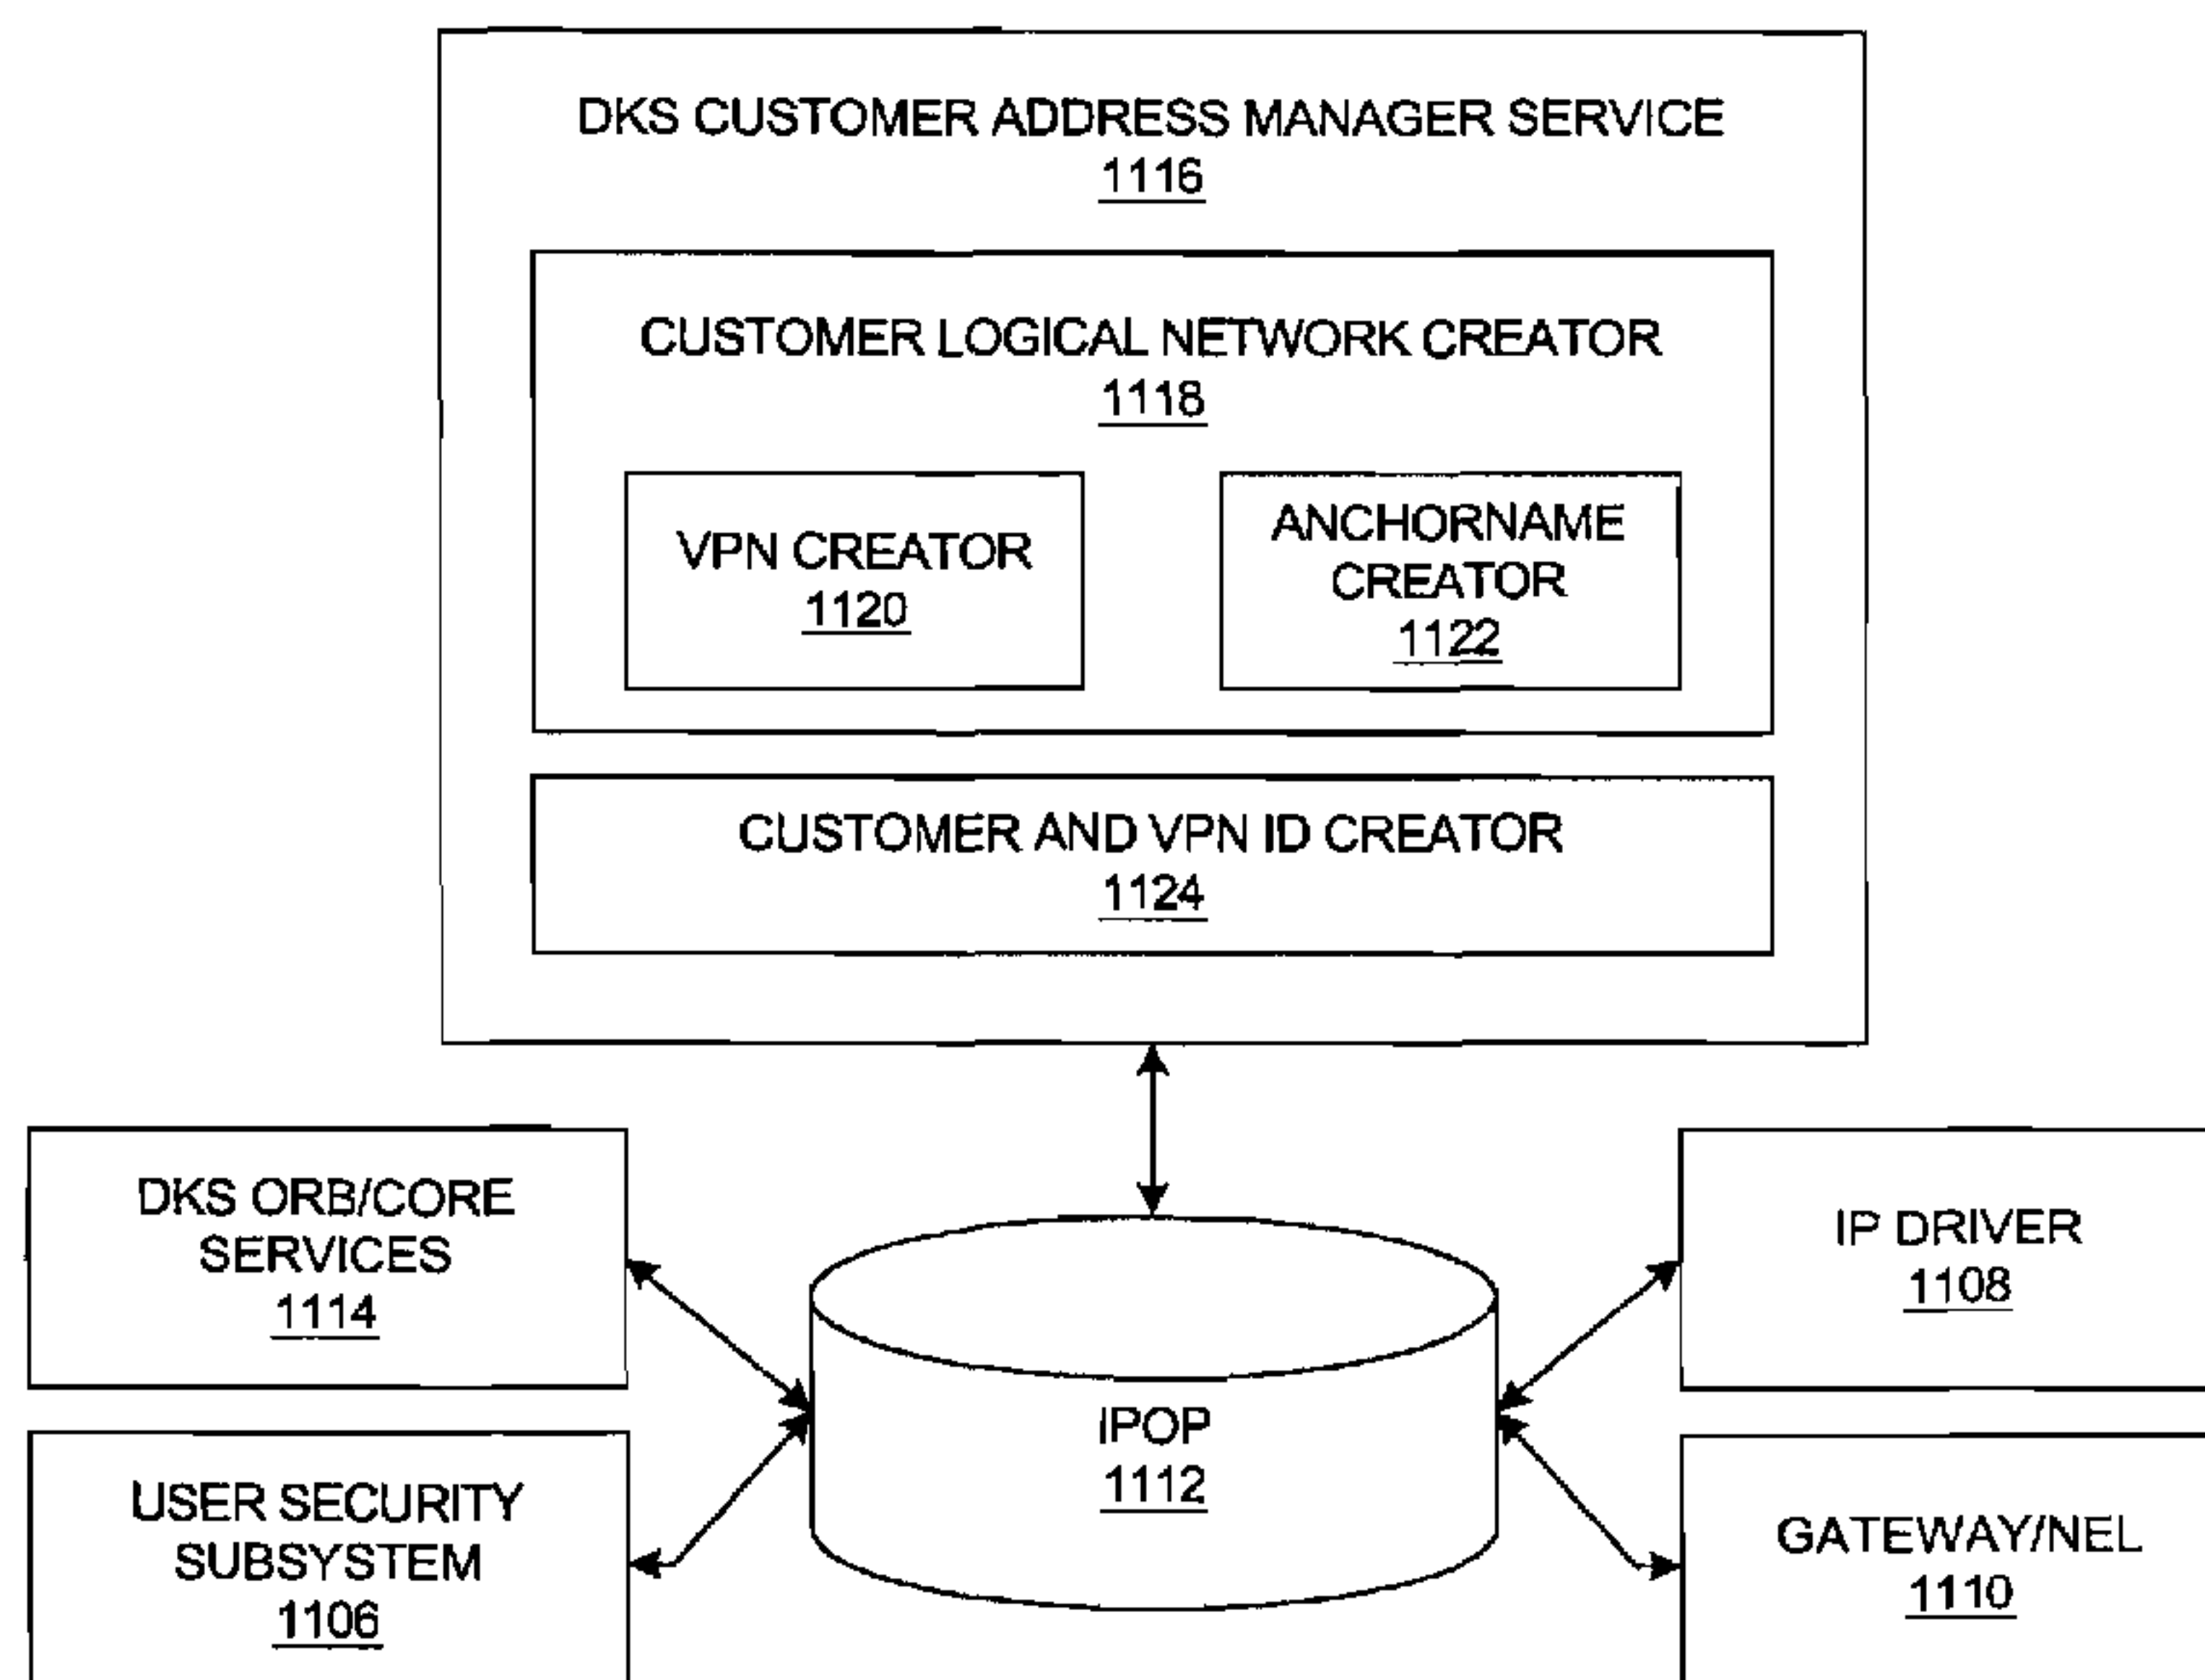 DKS CUSTOMER ADDRESS MANAGER SERVICE
1116
CUSTOMER LOGICAL NETWORK CREATOR
1118
VPN CREATOR
1120
ANCHORNAME
CREATOR
1122
CUSTOMER AND VPN ID CREATOR
1124
DKS ORB/CORE
SERVICES
1114
IP DRIVER
1108
IPOP
1112
USER SECURITY
SUBSYSTEM
1106
GATEWAY/NEL
1110